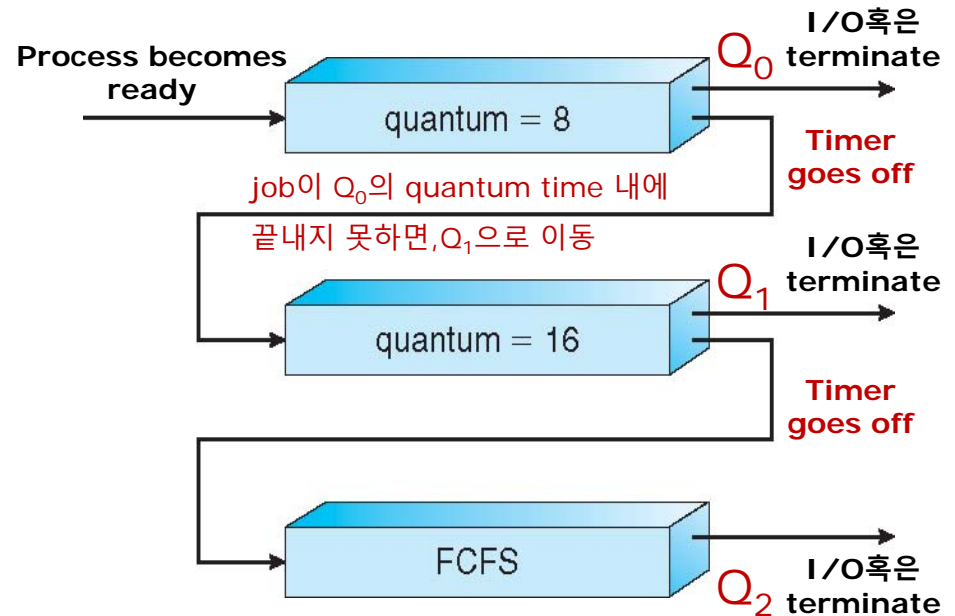 Process becomes
ready
Q0
I/O혹은
terminate
quantum = 8
Timer
goes off
job이 Q0의 quantum time 내에
끝내지 못하면,Q1으로 이동
Q1
I/O혹은
terminate
quantum = 16
Timer
goes off
FCFS
Q2
I/O혹은
terminate